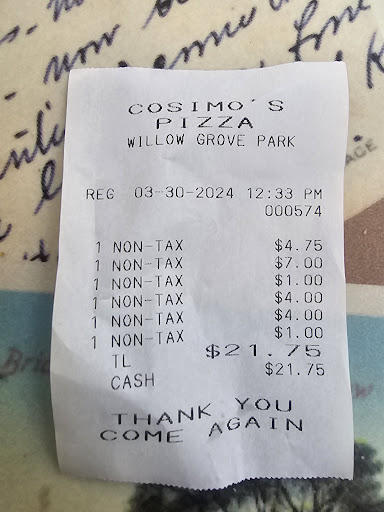 now
COSIMO'S
PIZZA
WILLOW GROVE PARK
AGE
REG 03-30-2024 12:33 PM
000574
1 NON-TAX $4.75
1 NON-TAX $7.00
1 NON-TAX $1.00
1 NON-TAX $4.00
1 NON-TAX $4.00
1 NON-TAX $1.00
TL $21.75
CASH $21.75
THANK YOU
COME AGAIN